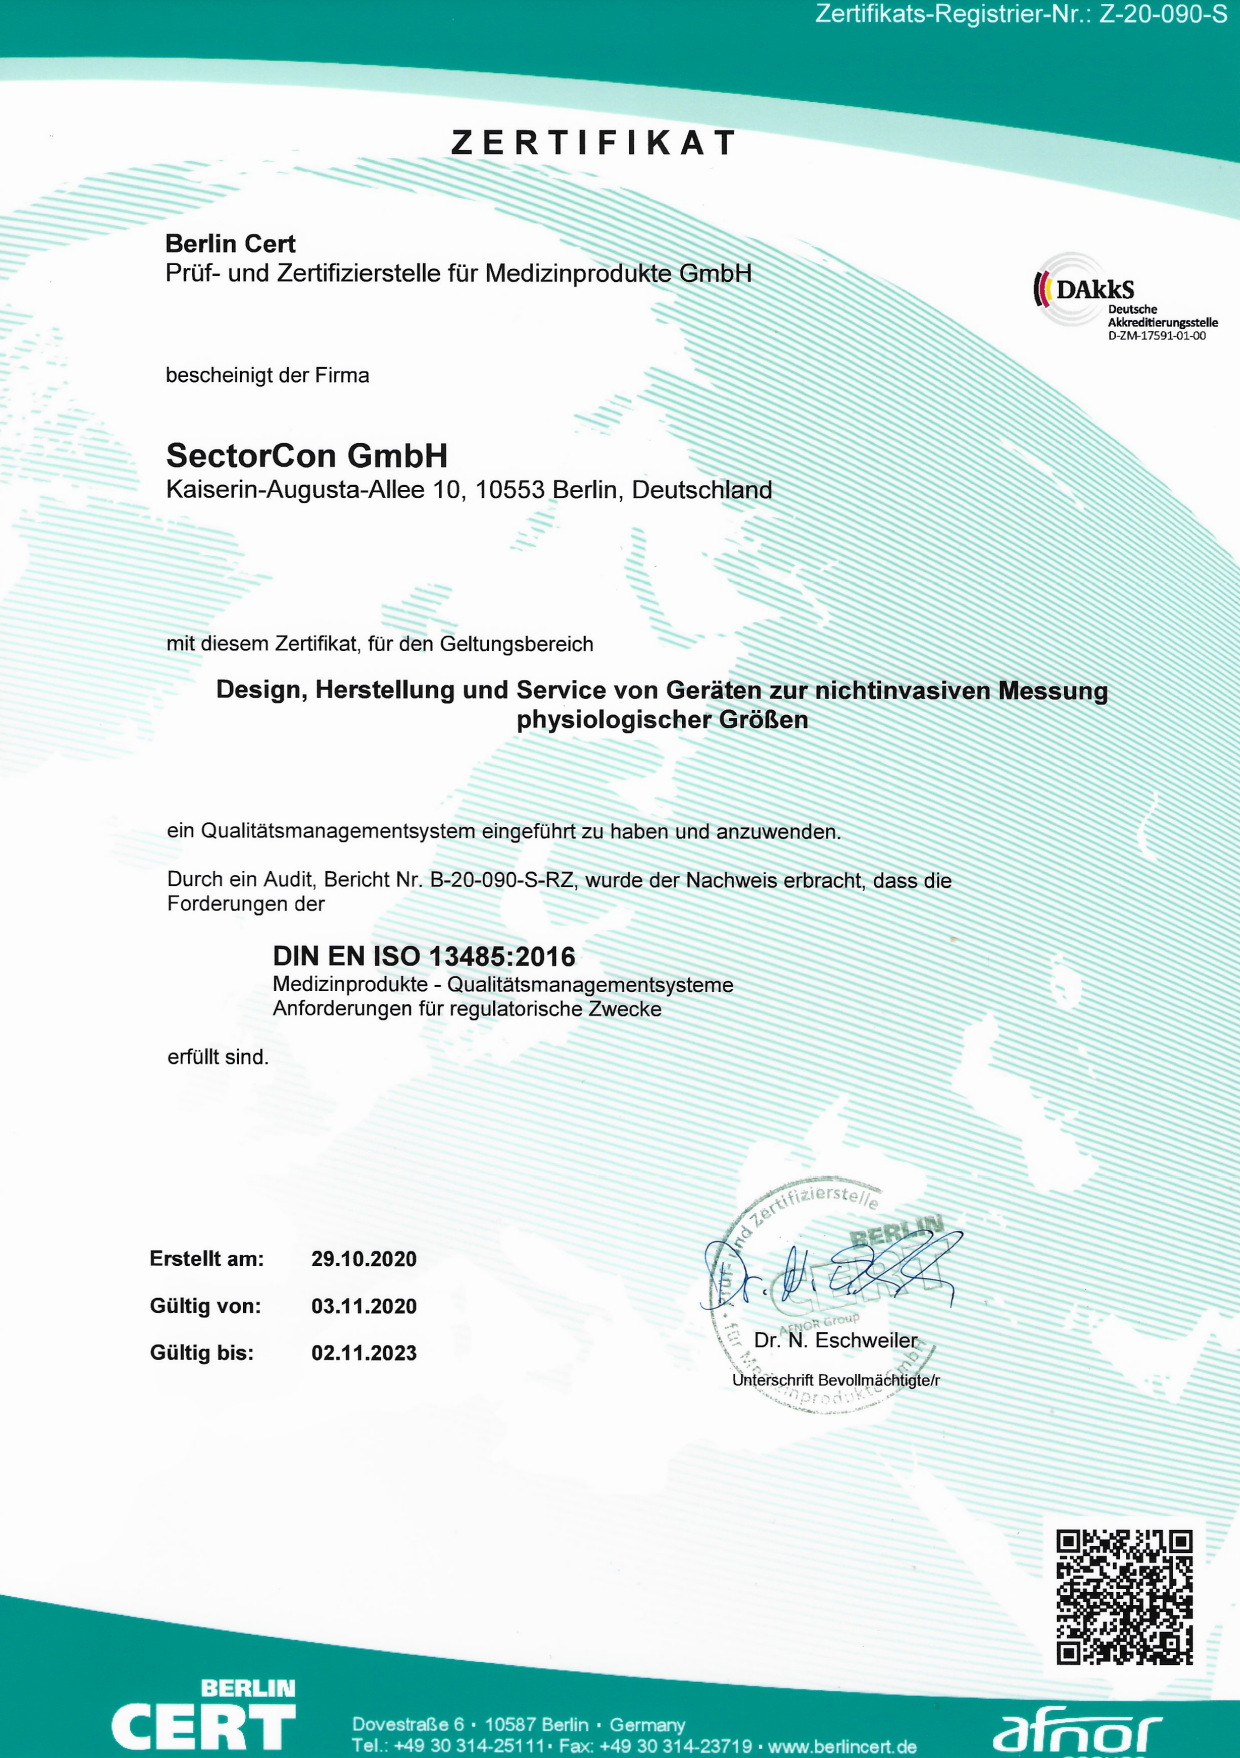 Zertifikats-Registrier-Nr.: Z-20-090-S
ZERTIFIKAT
Berlin Cert
Prüf- und Zertifizierstelle für Medizinprodukte GmbH
DAkkS
Deutsche
Akkreditierungsstelle
D-ZM-17591-01-00
bescheinigt der Firma
SectorCon GmbH
Kaiserin-Augusta-Allee 10, 10553 Berlin, Deutschland
mit diesem Zertifikat, für den Geltungsbereich
Design, Herstellung und Service von Geräten zur nichtinvasiven Messung
physiologischer Größen
ein Qualitätsmanagementsystem eingeführt zu haben und anzuwenden.
Durch ein Audit, Bericht Nr. B-20-090-S-RZ, wurde der Nachweis erbracht, dass die
Forderungen der
DIN EN ISO 13485:2016
Medizinprodukte - Qualitätsmanagementsysteme
Anforderungen für regulatorische Zwecke
erfüllt sind.
Erstellt am: 29.10.2020
Gültig von: 03.11.2020
Gültig bis: 02.11.2023
Prüf- und Zertifizierstelle
für Medizinprodukte GmbH
BERLIN
CERT
AFNOR Group
Dr. N. Eschweiler
Unterschrift Bevollmächtigte/r
BERLIN
CERT
Dovestraße 6 • 10587 Berlin • Germany
Tel.: +49 30 314-25111 • Fax: +49 30 314-23719 • www.berlincert.de
afnor